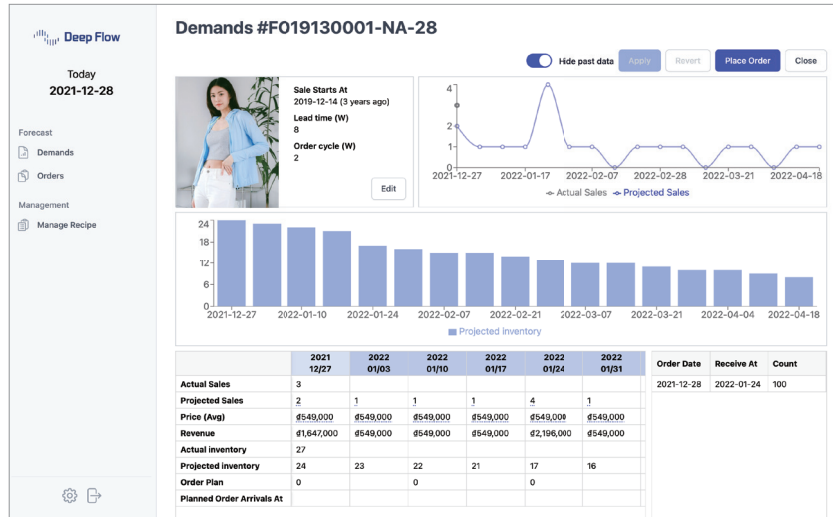 Deep Flow
Today
2021-12-28
Forecast
Demands
Orders
Management
Manage Recipe
Demands #F019130001-NA-28
Hide past data Apply Revert Place Order Close
Sale Starts At
2019-12-14 (3 years ago)
Lead time (W)
8
Order cycle (W)
2
Edit
4
2
1
0
2021-12-27 2022-01-17 2022-02-07 2022-02-28 2022-03-21 2022-04-18
Actual Sales Projected Sales
24
18
12
6
0
2021-12-27 2022-01-10 2022-01-24 2022-02-07 2022-02-21 2022-03-07 2022-03-21 2022-04-04 2022-04-18
Projected Inventory
2021 2022 2022 2022 2022 2022
12/27 01/03 01/10 01/17 01/24 01/31
Actual Sales 3
Projected Sales 2 1 1 1 4 1
Price (Avg) ₫549,000 ₫549,000 ₫549,000 ₫549,000 ₫549,000 ₫549,000
Revenue ₫1,647,000 ₫549,000 ₫549,000 ₫549,000 ₫2,196,000 ₫549,000
Actual inventory 27
Projected inventory 24 23 22 21 17 16
Order Plan 0 0 0
Planned Order Arrivals At
Order Date Receive At Count
2021-12-28 2022-01-24 100